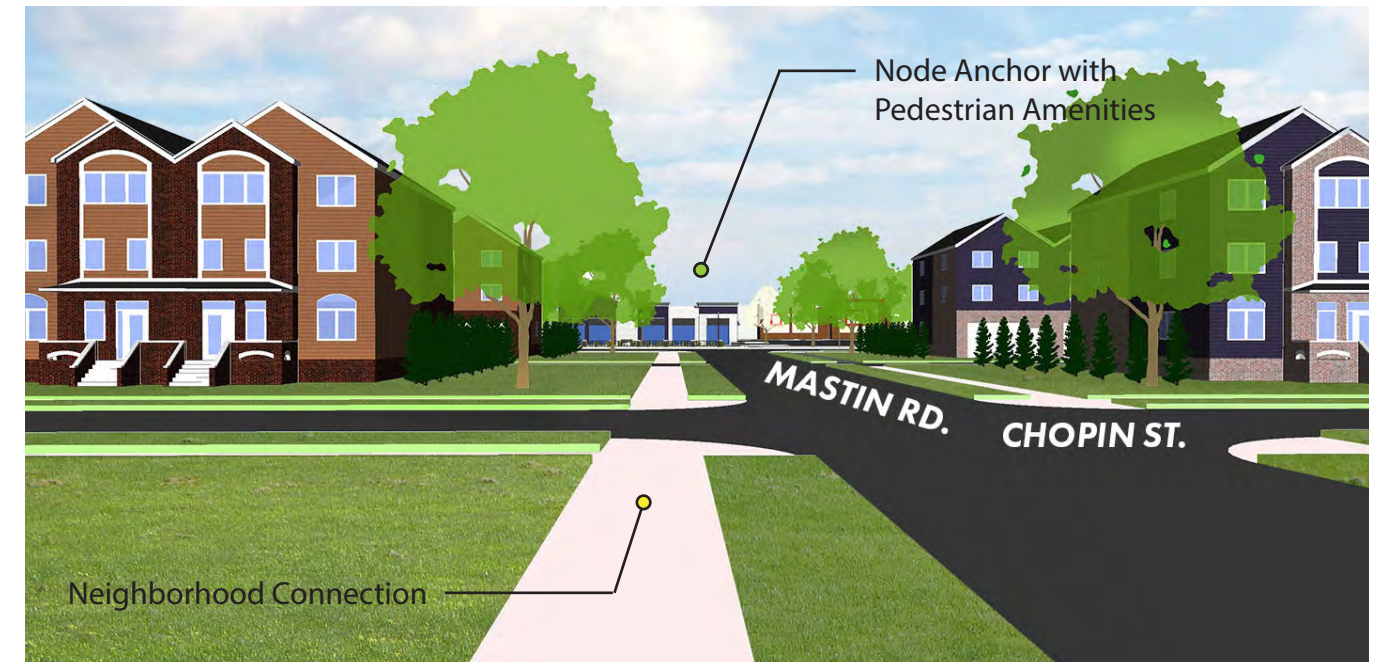 Node Anchor with
Pedestrian Amenities
MASTIN RD.
CHOPIN ST.
Neighborhood Connection